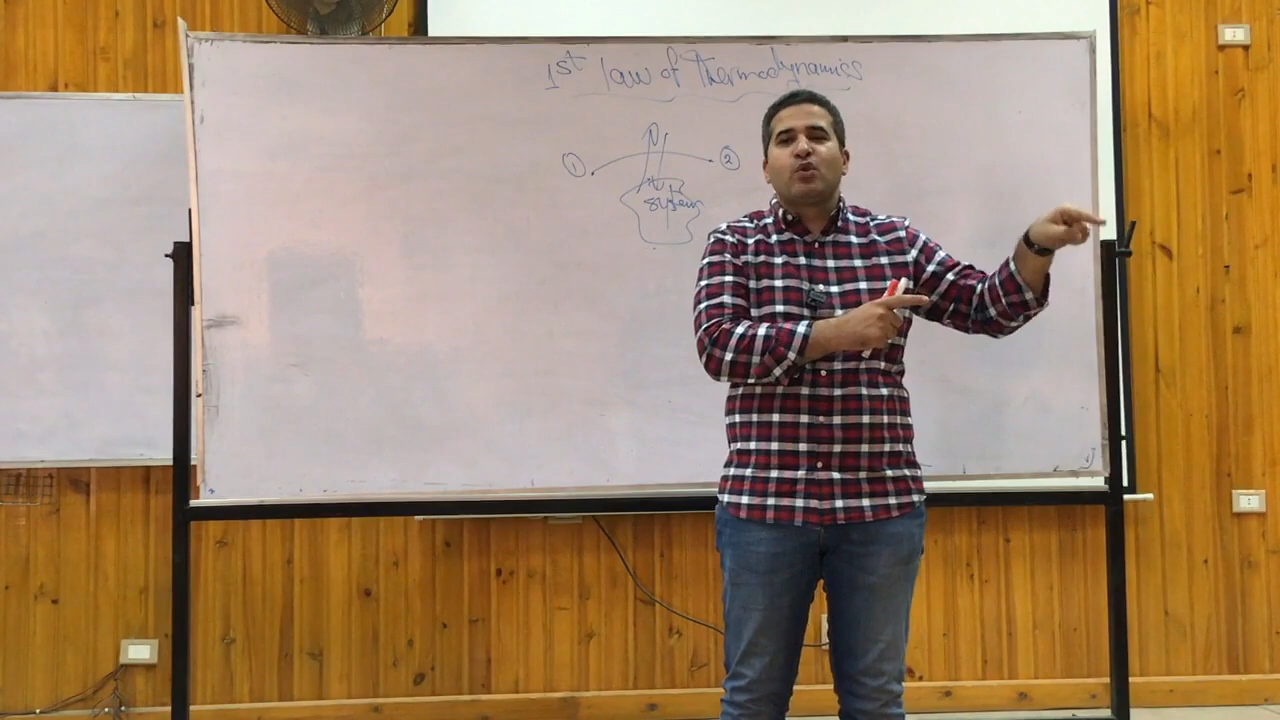 1st law of thermodynamics
① ②
system